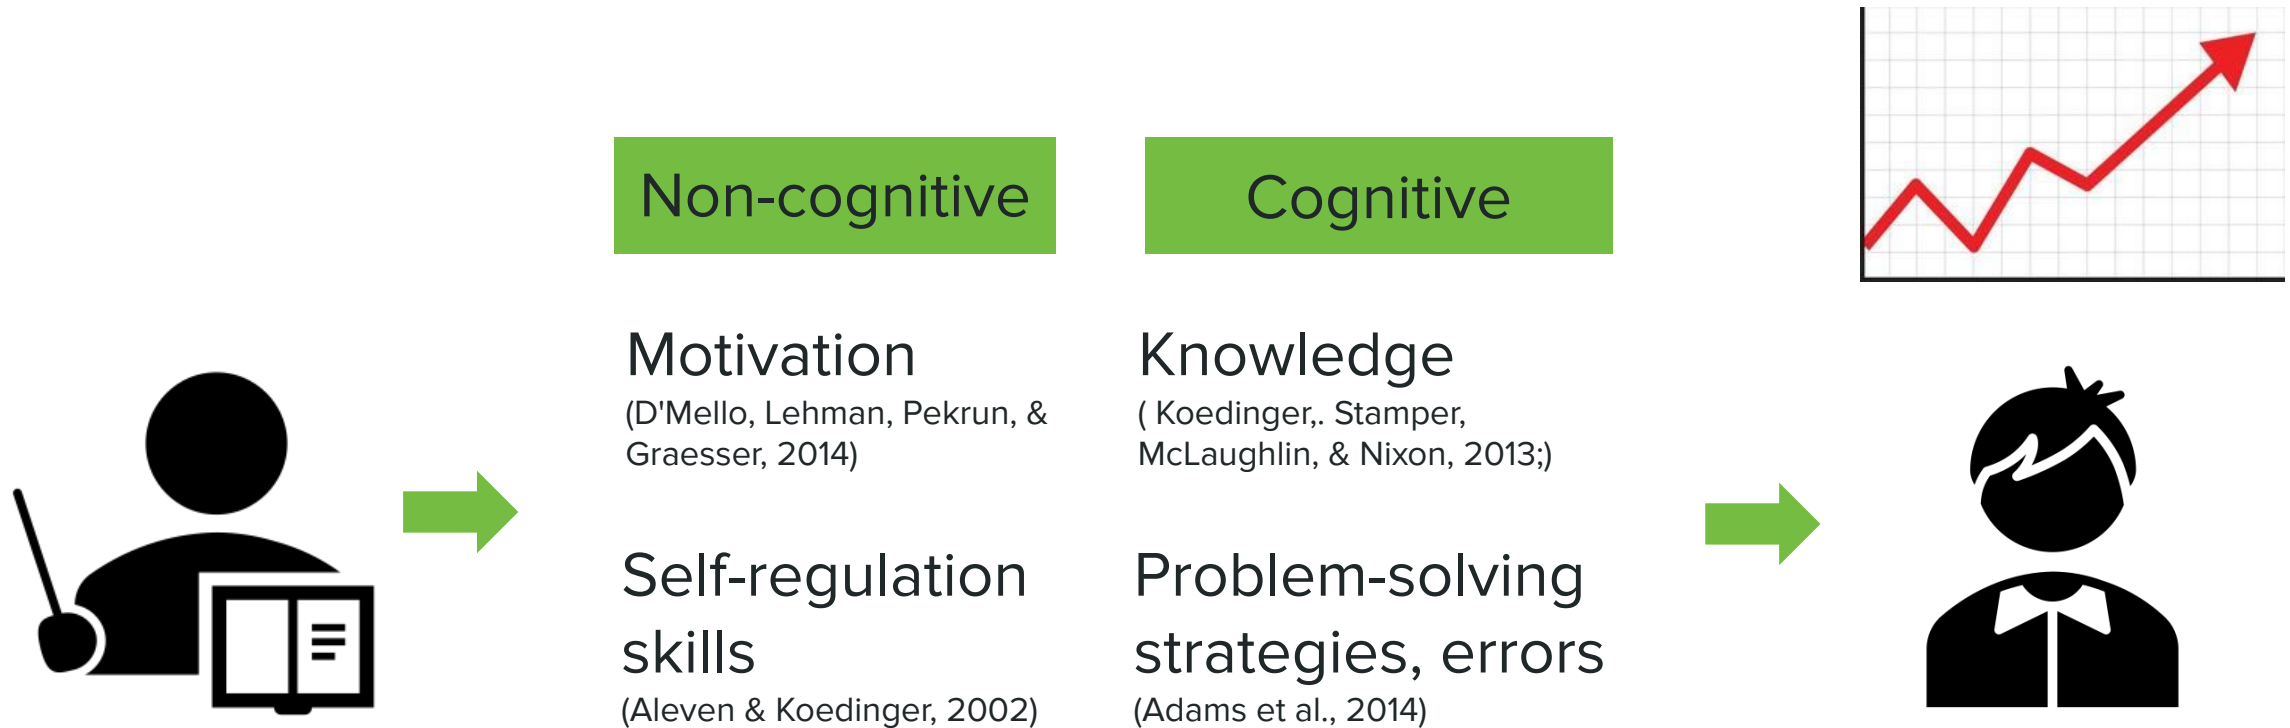 Non-cognitive
Cognitive
Motivation
(D'Mello, Lehman, Pekrun, &
Graesser, 2014)
Knowledge
( Koedinger,. Stamper,
McLaughlin, & Nixon, 2013;)
Self-regulation
skills
(Aleven & Koedinger, 2002)
Problem-solving
strategies, errors
(Adams et al., 2014)